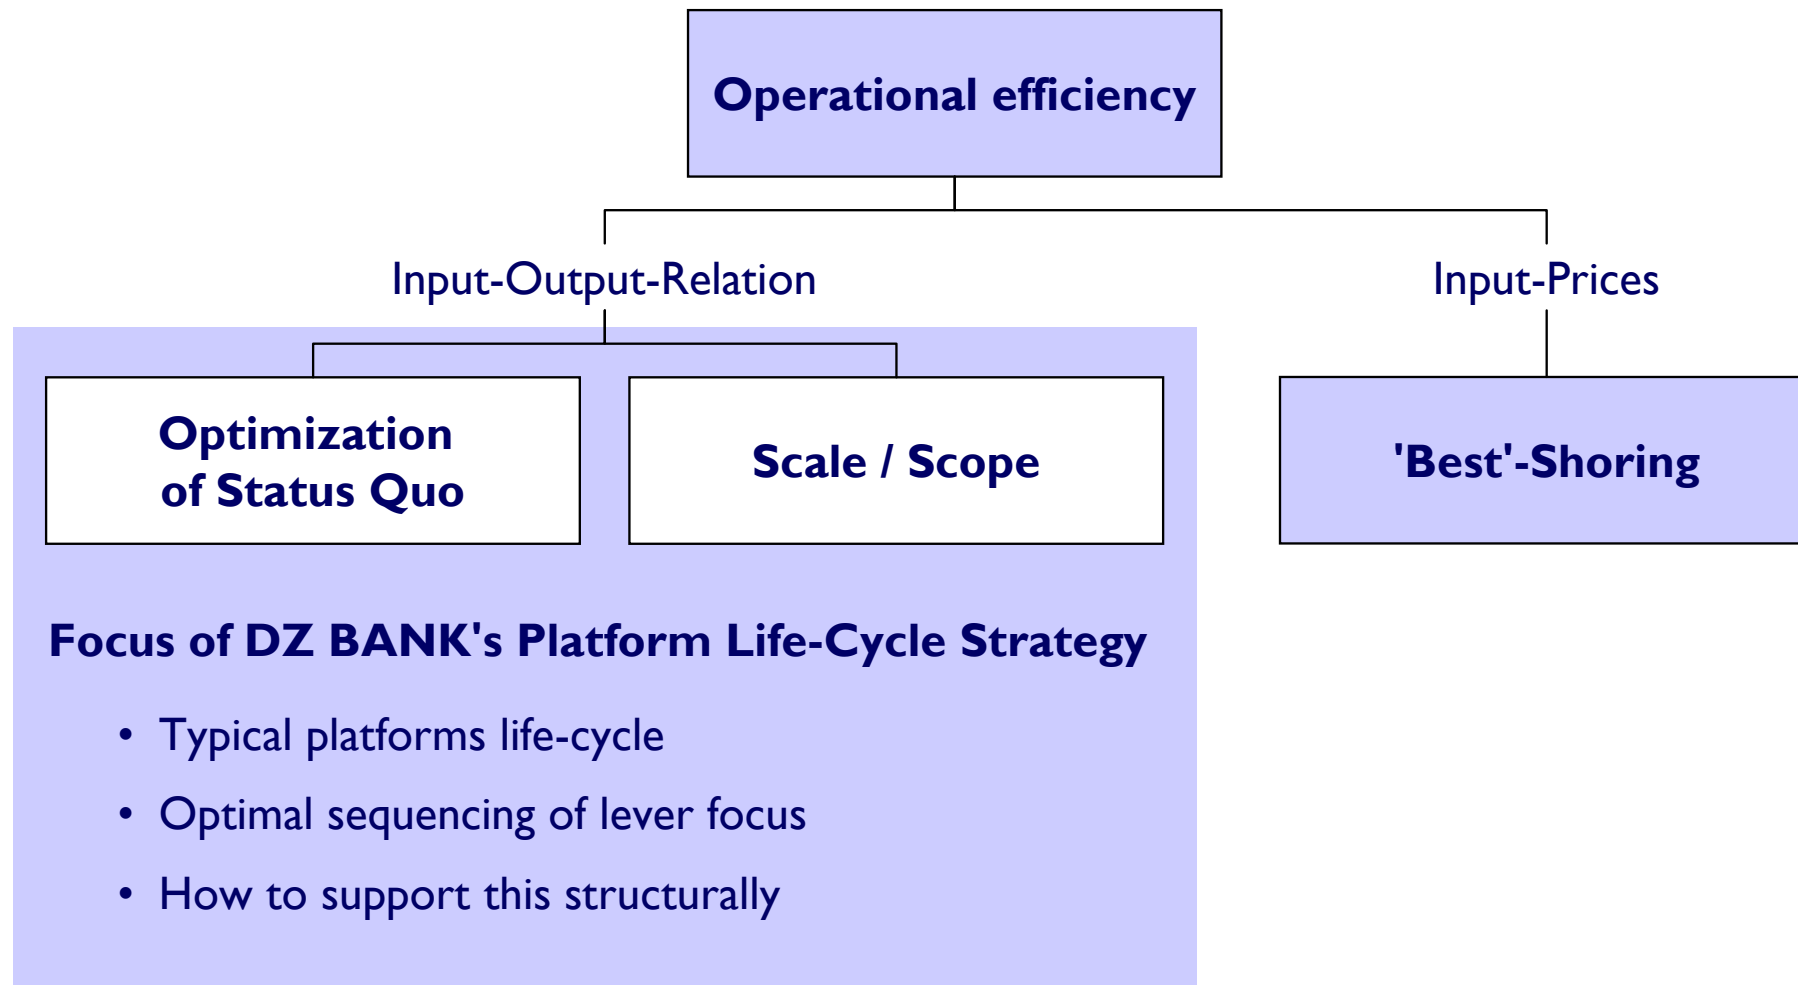 Operational efficiency
Input-Output-Relation
Input-Prices
Optimization
of Status Quo
Scale / Scope
'Best'-Shoring
Focus of DZ BANK's Platform Life-Cycle Strategy
• Typical platforms life-cycle
• Optimal sequencing of lever focus
• How to support this structurally